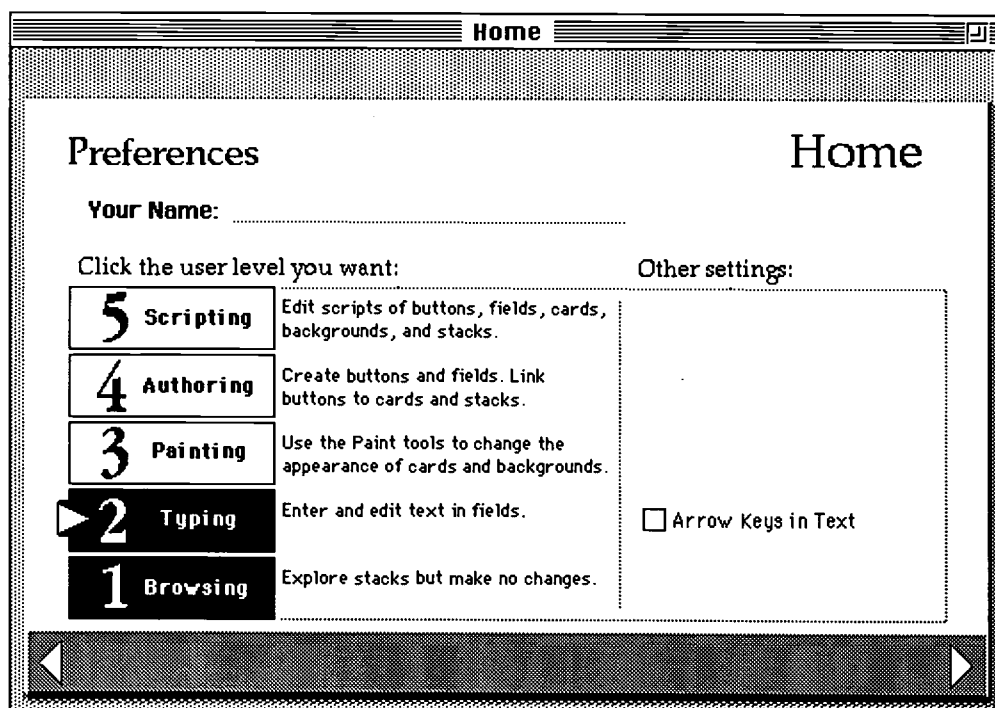 Home
Preferences
Home
Your Name:
Click the user level you want:
Other settings:
5 Scripting
Edit scripts of buttons, fields, cards,
backgrounds, and stacks.
4 Authoring
Create buttons and fields. Link
buttons to cards and stacks.
3 Painting
Use the Paint tools to change the
appearance of cards and backgrounds.
2 Typing
Enter and edit text in fields.
Arrow Keys in Text
1 Browsing
Explore stacks but make no changes.